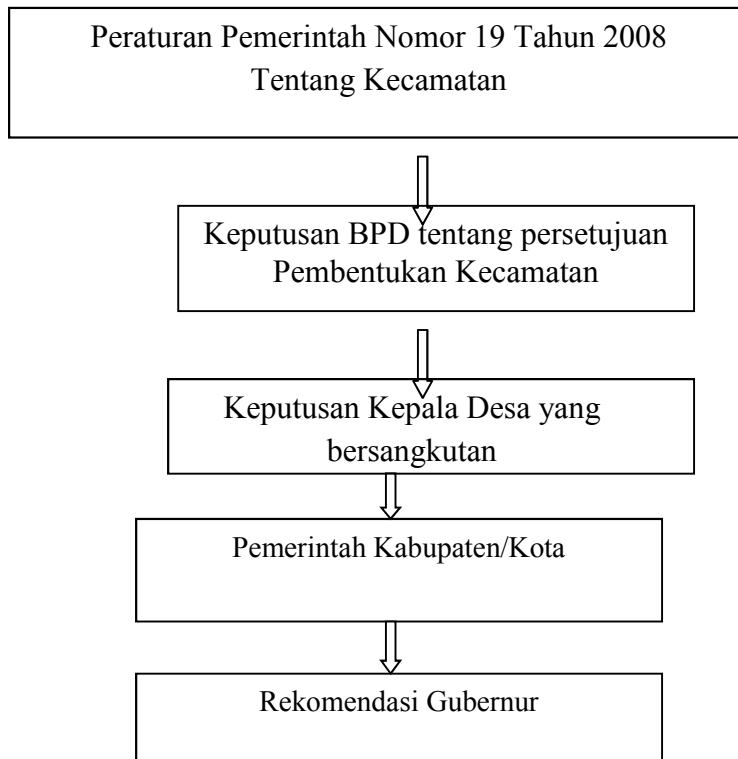 Peraturan Pemerintah Nomor 19 Tahun 2008
Tentang Kecamatan
Keputusan BPD tentang persetujuan
Pembentukan Kecamatan
Keputusan Kepala Desa yang
bersangkutan
Pemerintah Kabupaten/Kota
Rekomendasi Gubernur